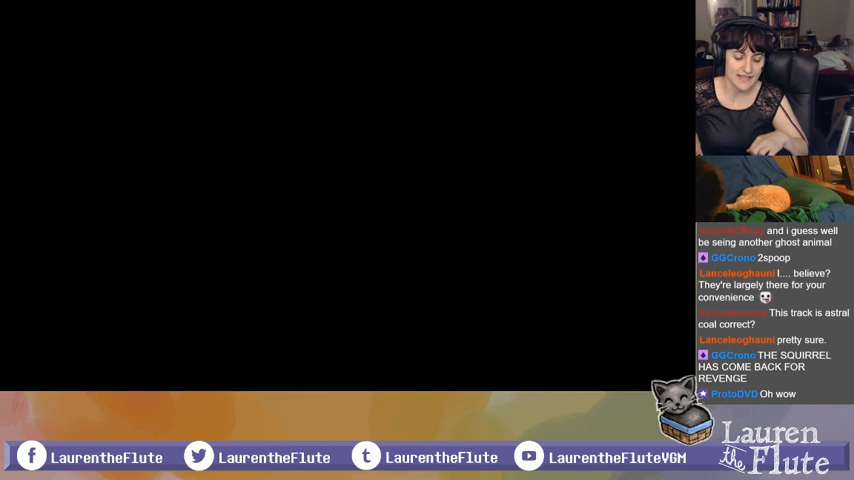 and i guess well
be seing another ghost animal
GGCrono 2spoop
Lanceleoghauni I.... believe?
They're largely there for your
convenience
This track is astral
coal correct?
Lanceleoghauni pretty sure.
GGCrono THE SQUIRREL
HAS COME BACK FOR
REVENGE
ProtoDVD Oh wow
Lauren
the Flute
LaurentheFlute
LaurentheFlute
LaurentheFlute
LaurentheFluteVGM